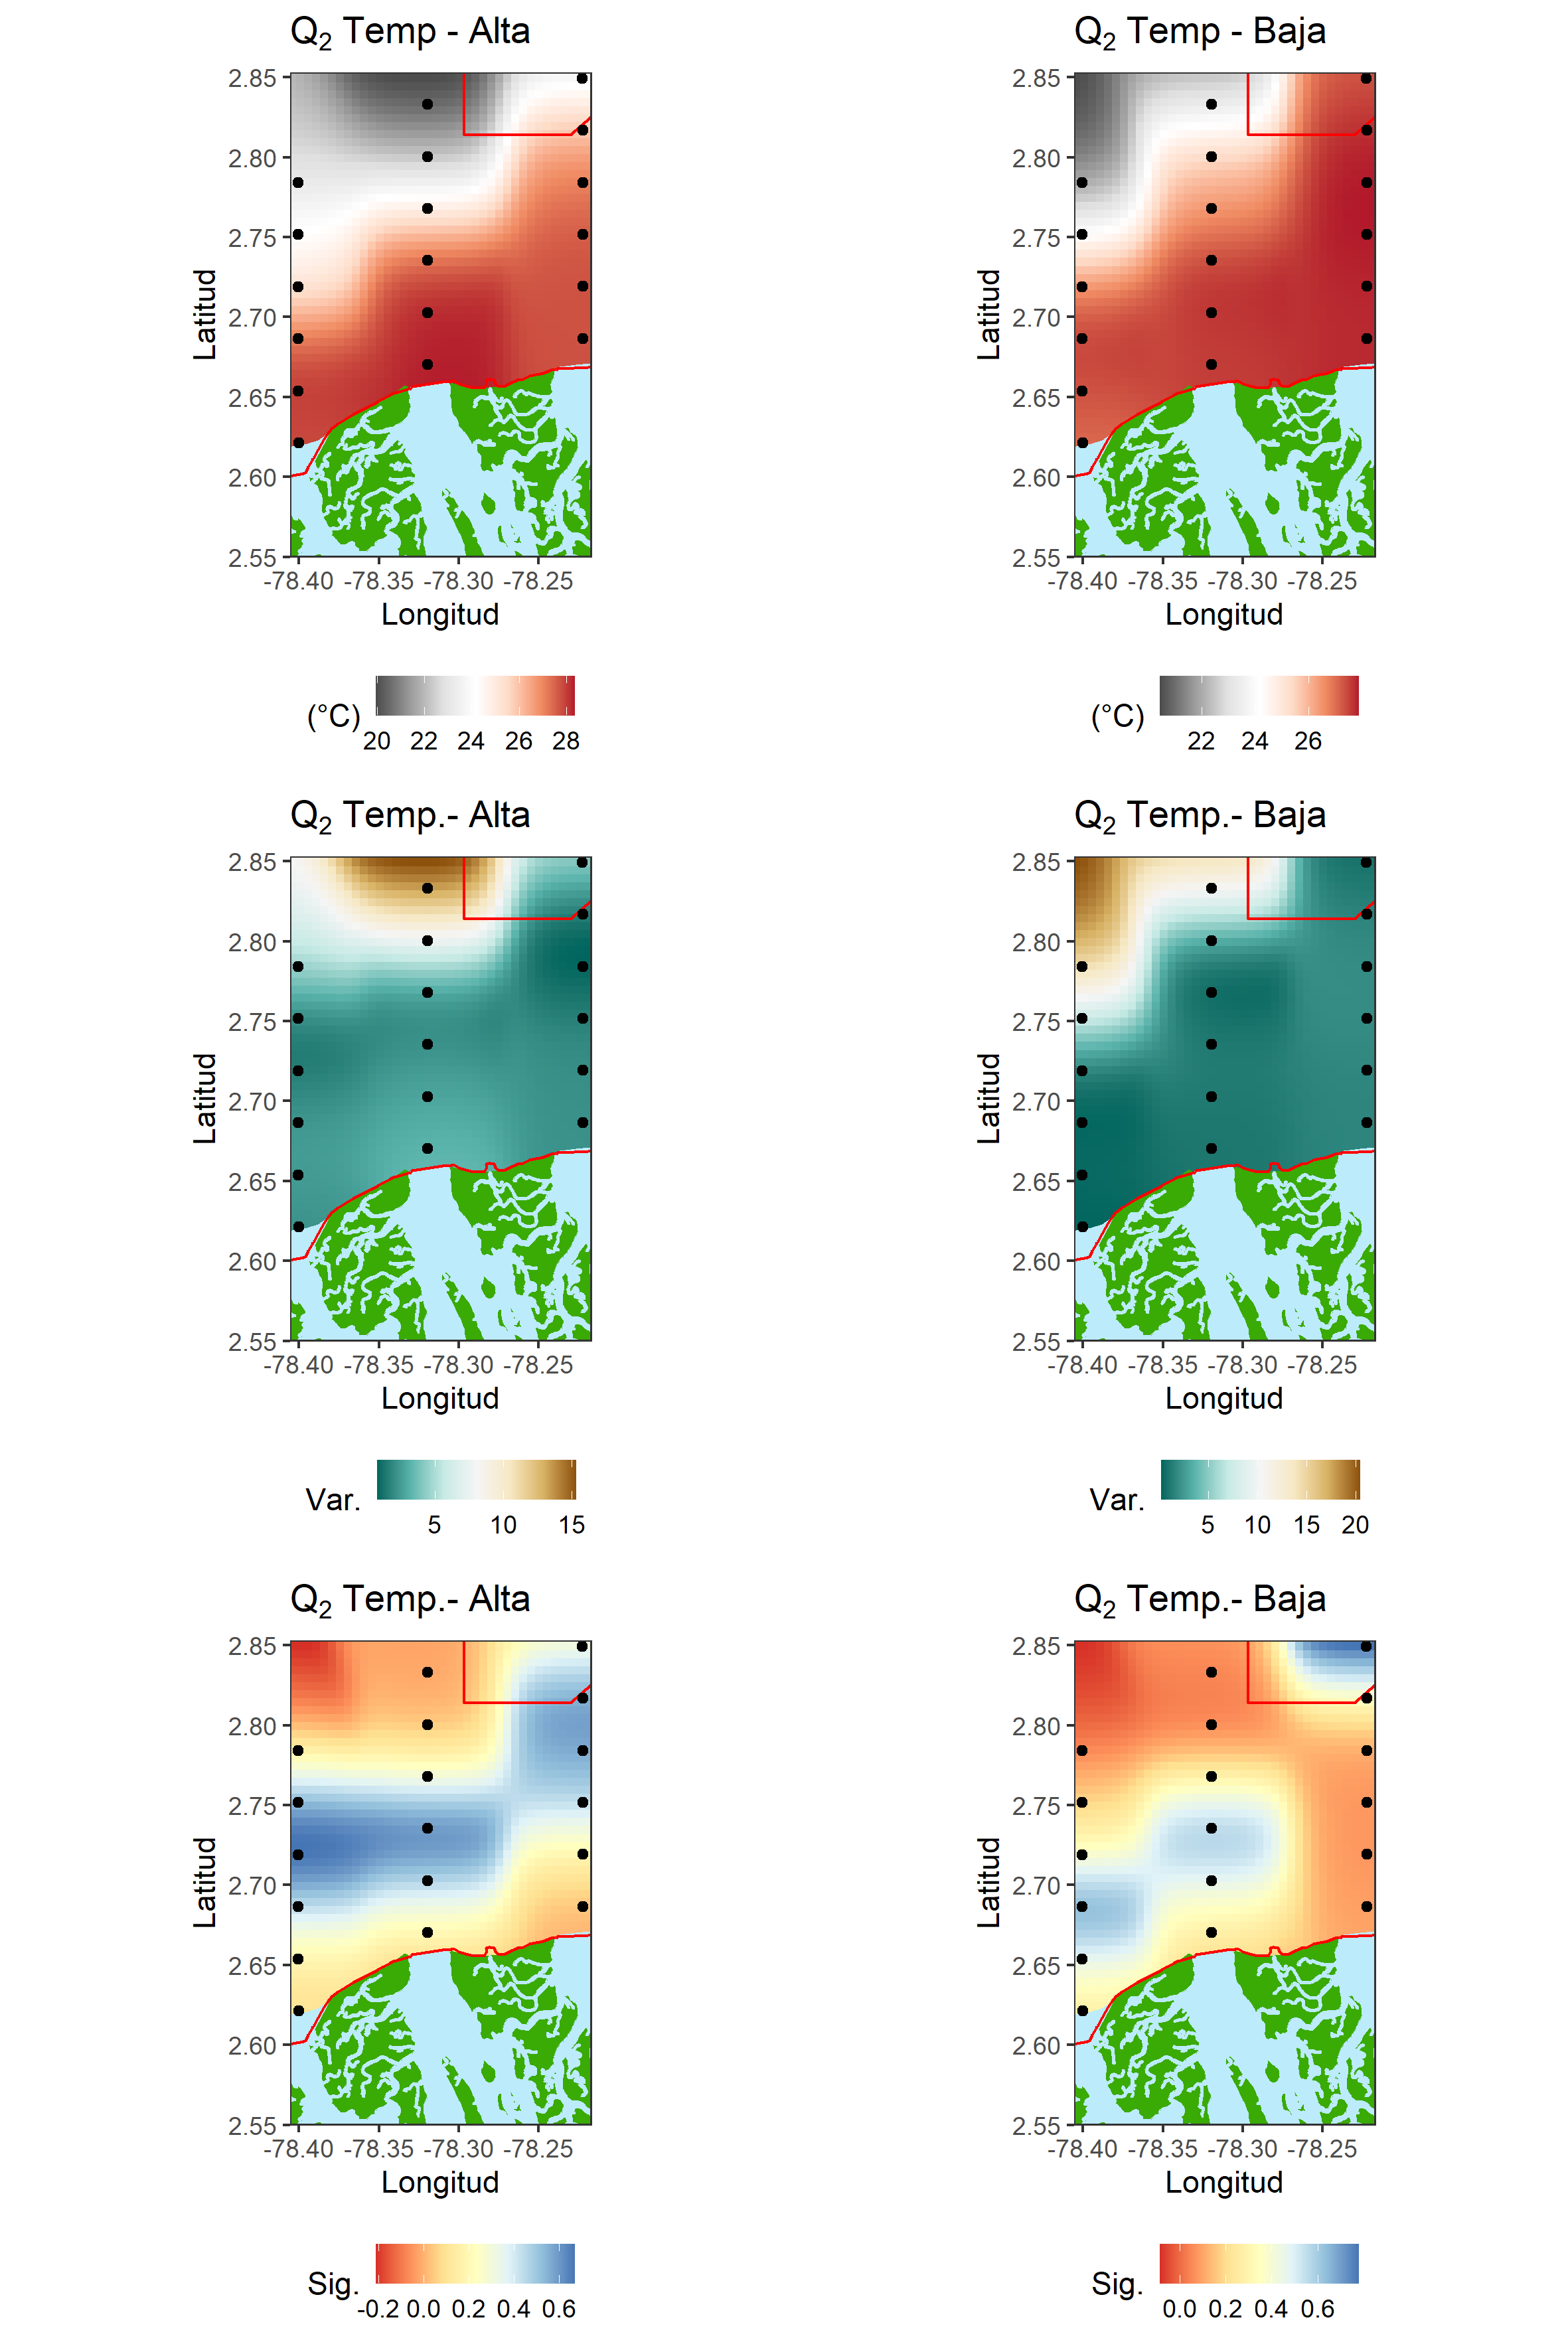 Q2 Temp - Alta
2.85
2.80
2.75
2.70
2.65
2.60
2.55
Latitud
-78.40 -78.35 -78.30 -78.25
Longitud
(°C)
20 22 24 26 28
Q2 Temp - Baja
2.85
2.80
2.75
2.70
2.65
2.60
2.55
Latitud
-78.40 -78.35 -78.30 -78.25
Longitud
(°C)
22 24 26
Q2 Temp.- Alta
2.85
2.80
2.75
2.70
2.65
2.60
2.55
Latitud
-78.40 -78.35 -78.30 -78.25
Longitud
Var.
5 10 15
Q2 Temp.- Baja
2.85
2.80
2.75
2.70
2.65
2.60
2.55
Latitud
-78.40 -78.35 -78.30 -78.25
Longitud
Var.
5 10 15 20
Q2 Temp.- Alta
2.85
2.80
2.75
2.70
2.65
2.60
2.55
Latitud
-78.40 -78.35 -78.30 -78.25
Longitud
Sig.
-0.2 0.0 0.2 0.4 0.6
Q2 Temp.- Baja
2.85
2.80
2.75
2.70
2.65
2.60
2.55
Latitud
-78.40 -78.35 -78.30 -78.25
Longitud
Sig.
0.0 0.2 0.4 0.6